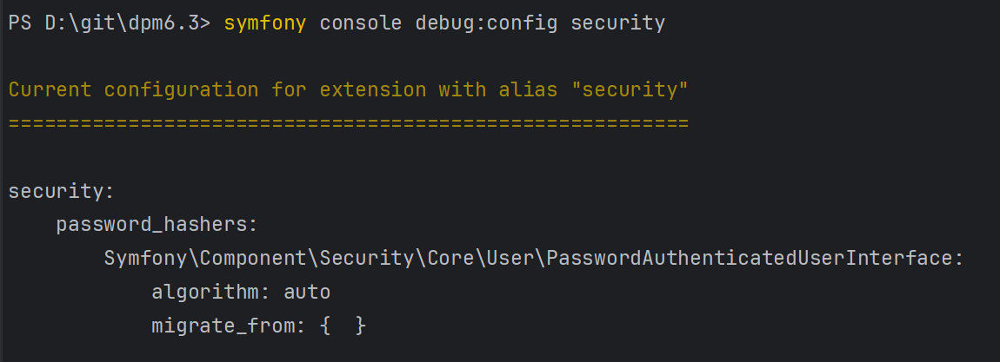 PS D:\git\dpm6.3> symfony console debug:config security
Current configuration for extension with alias "security"
=========================================================
security:
    password_hashers:
        Symfony\Component\Security\Core\User\PasswordAuthenticatedUserInterface:
            algorithm: auto
            migrate_from: {  }